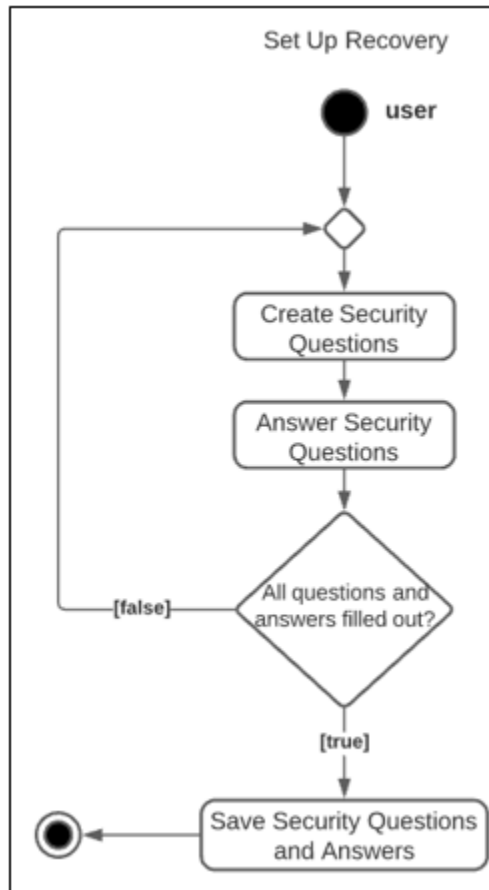 Set Up Recovery
user
Create Security
Questions
Answer Security
Questions
All questions and
answers filled out?
[false]
[true]
Save Security Questions
and Answers